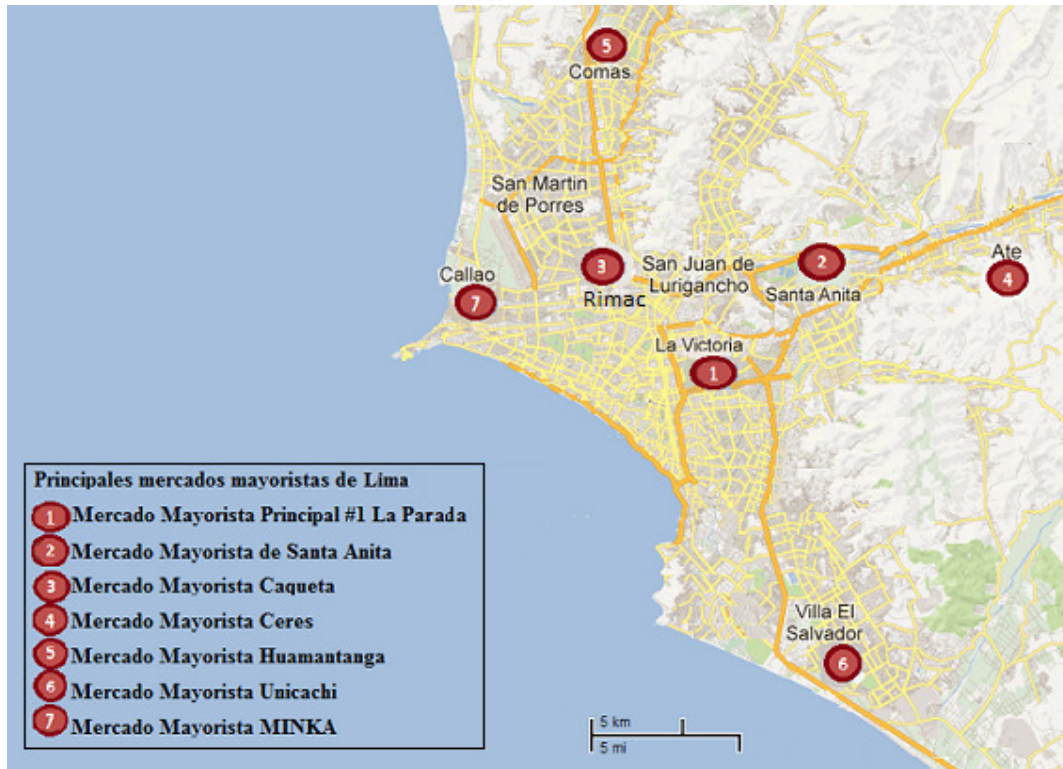 5
Comas
San Martin
de Porres
3
Rimac
San Juan de
Lurigancho
2
Santa Anita
Ate
4
Callao
7
La Victoria
1
Villa El
Salvador
6
Principales mercados mayoristas de Lima
1 Mercado Mayorista Principal #1 La Parada
2 Mercado Mayorista de Santa Anita
3 Mercado Mayorista Caqueta
4 Mercado Mayorista Ceres
5 Mercado Mayorista Huamantanga
6 Mercado Mayorista Unicachi
7 Mercado Mayorista MINKA
5 km
5 mi